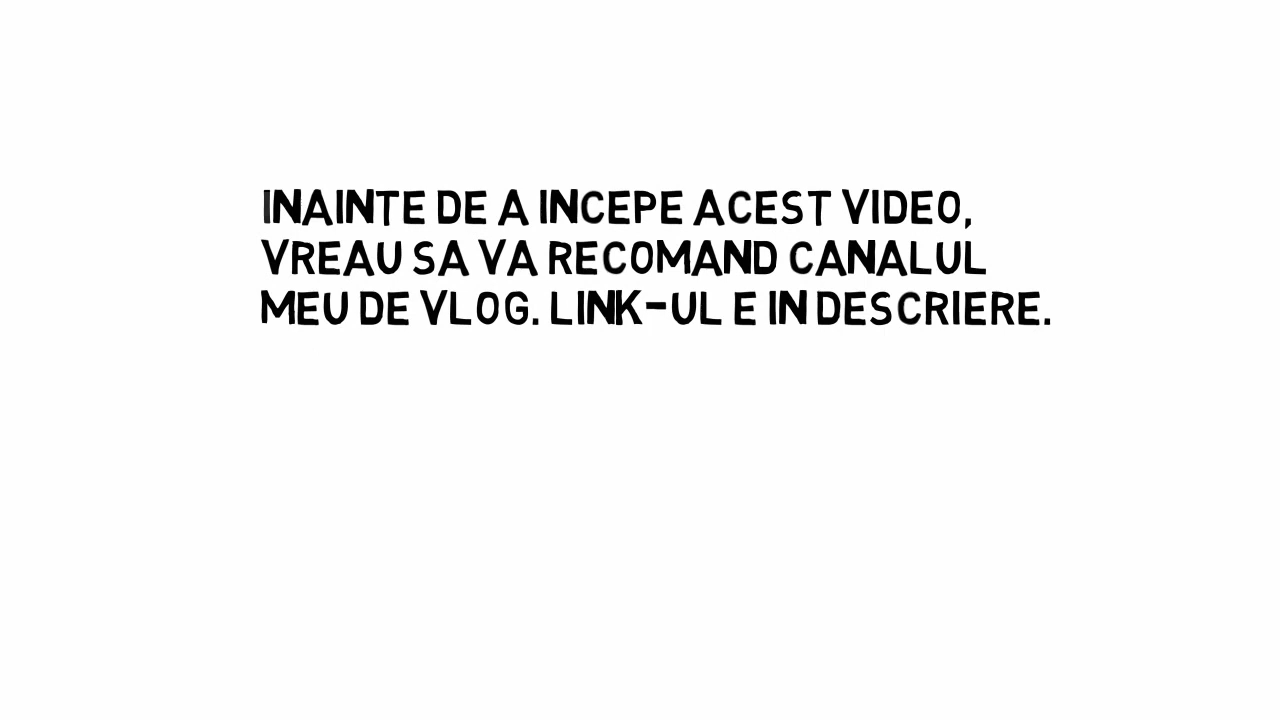 INAINTE DE A INCEPE ACEST VIDEO,
VREAU SA VA RECOMAND CANALUL
MEU DE VLOG. LINK-UL E IN DESCRIERE.